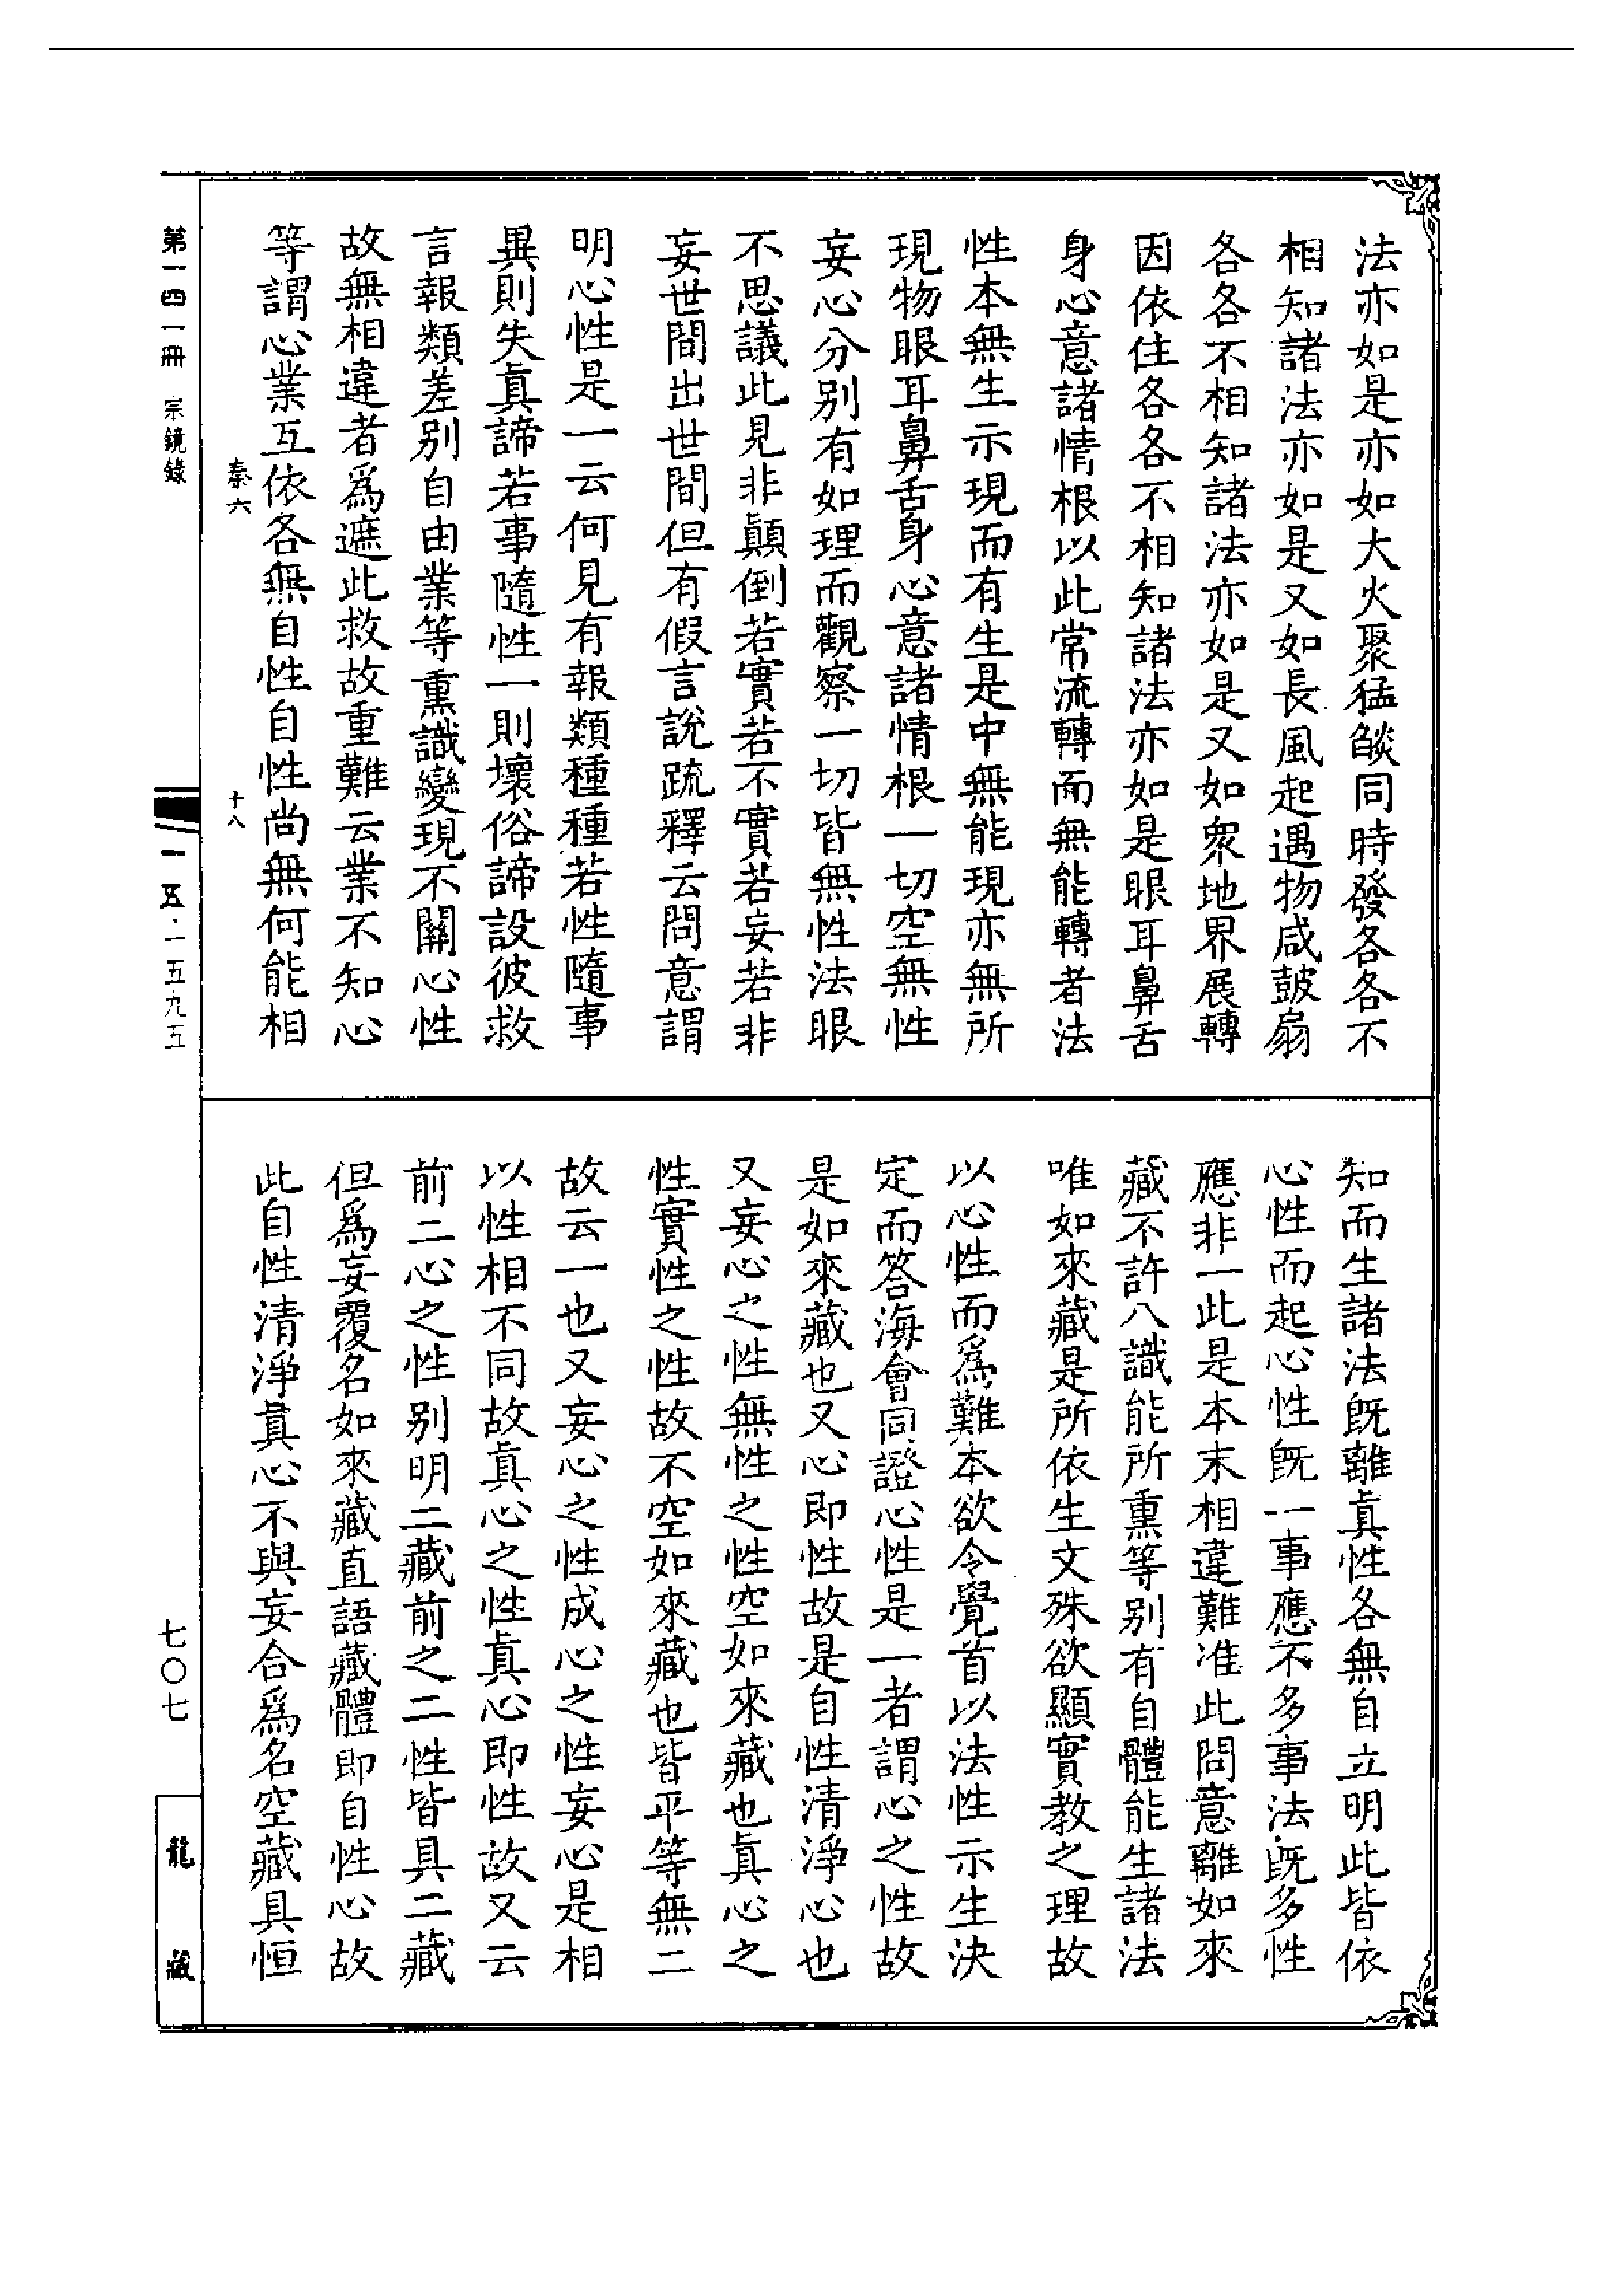 法亦如是亦如大火聚猛𦦨同時發各各不
相知諸法亦如是又如長風起遇物咸鼓扇
各各不相知諸法亦如是又如衆地界展轉
因依住各各不相知諸法亦如是眼耳鼻舌
身心意諸情根以此常流轉而無能轉者法
性本無生示現而有生是中無能現亦無所
現物眼耳鼻舌身心意諸情根一切空無性
妄心分别有如理而觀察一切皆無性法眼
不思議此見非顛倒若實若不實若妄若非
妄世間出世間但有假言說䟽釋云問意謂
明心性是一云何見有報類種種若性隨事
異則失真諦若事隨性一則壞俗諦設彼救
言報類差别自由業等熏識變現不關心性
故無相違者爲遮此救故重難云業不知心
等謂心業互依各無自性自性尚無何能相
秦六
十八
第一四一冊 宗鏡錄
一五·一五九五
知而生諸法旣離真性各無自立明此皆依
心性而起心性旣一事應不多事法旣多性
應非一此是本末相違難准此問意離如來
藏不許八識能所熏等别有自體能生諸法
唯如來藏是所依生文殊欲顯實教之理故
以心性而爲難本欲令覺首以法性示生決
定而答海會同證心性是一者謂心之性故
是如來藏也又心即性故是自性清淨心也
又妄心之性無性之性空如來藏也真心之
性實性之性故不空如來藏也皆平等無二
故云一也又妄心之性成心之性妄心是相
以性相不同故真心之性真心即性故又云
前二心之性别明二藏前之二性皆具二藏
但爲妄覆名如來藏直語藏體即自性心故
此自性清淨真心不與妄合爲名空藏具恒
七〇七
龍藏